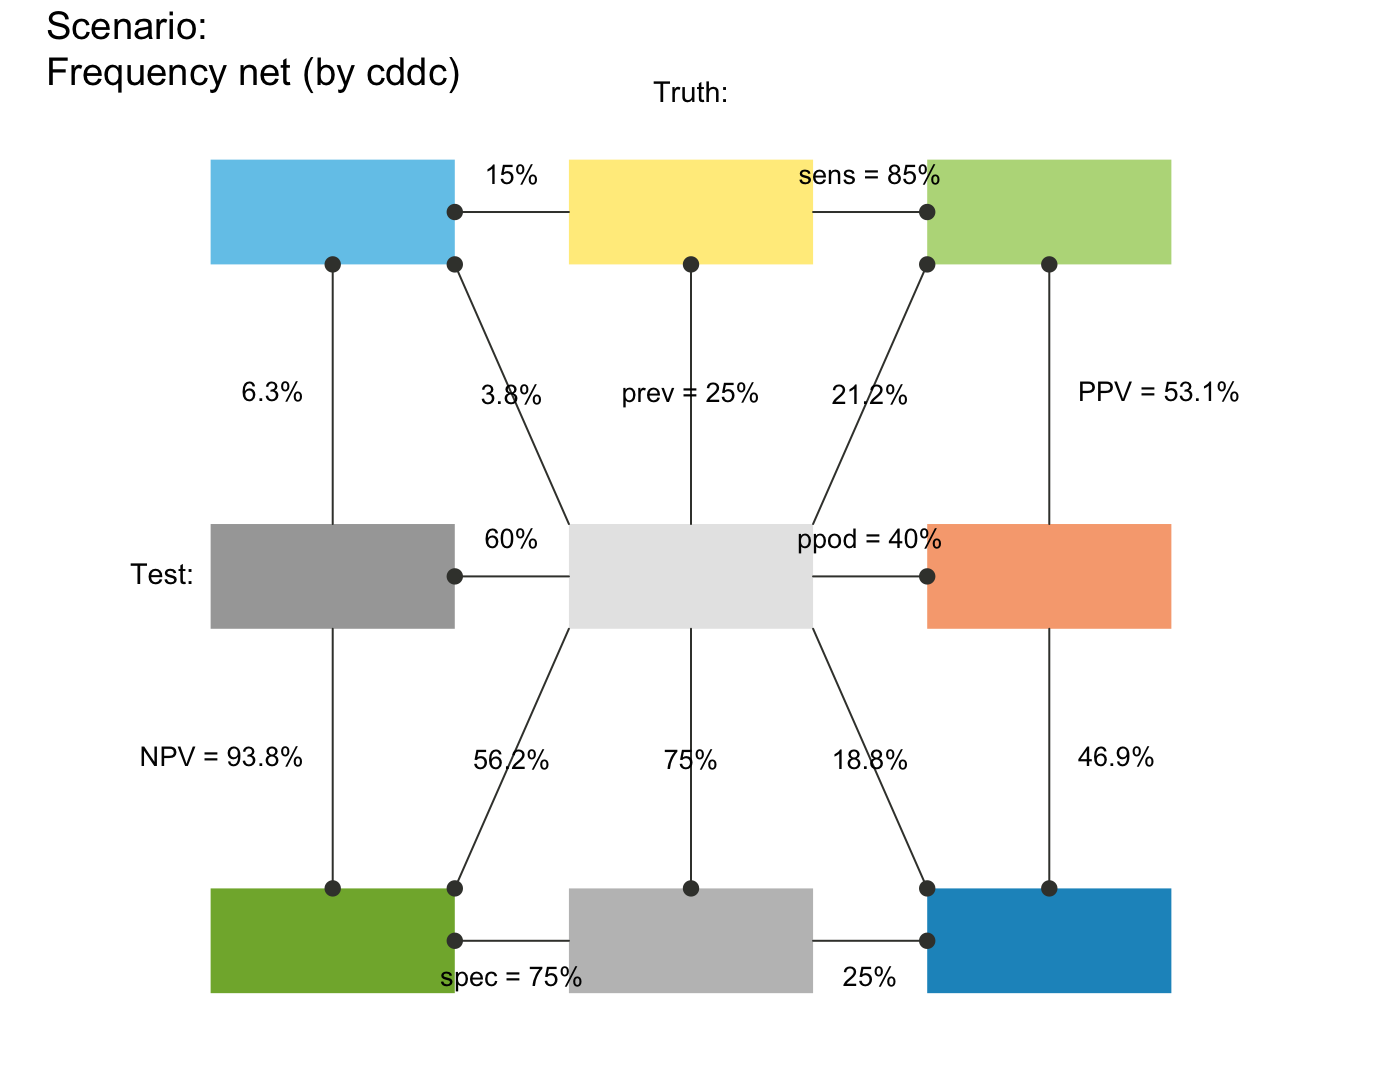 Scenario:
Frequency net (by cddc)
Truth:
15%
sens = 85%
6.3%
3.8%
prev = 25%
21.2%
PPV = 53.1%
60%
ppod = 40%
Test:
NPV = 93.8%
56.2%
75%
18.8%
46.9%
spec = 75%
25%